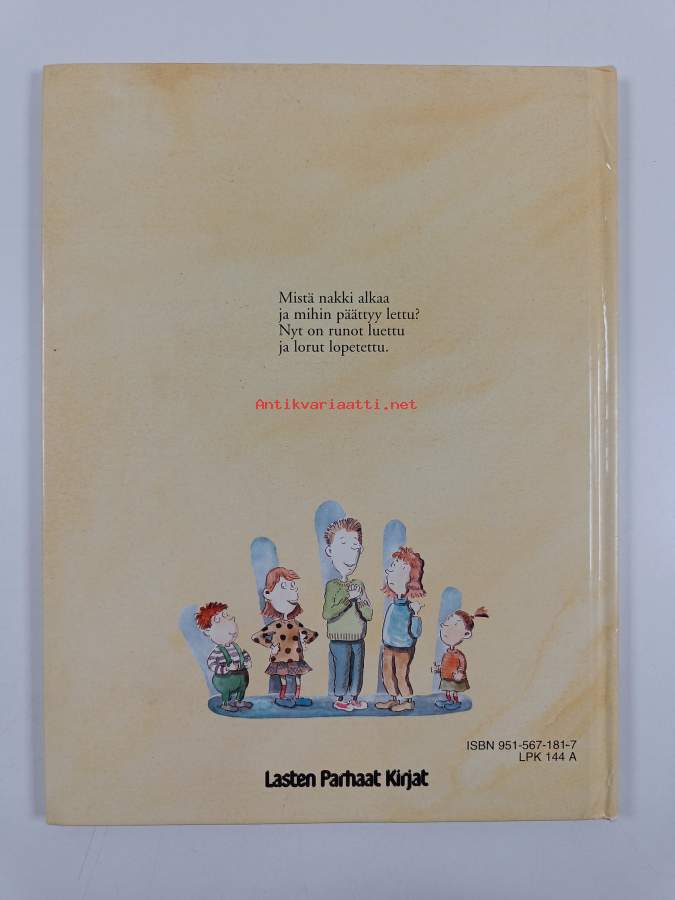 Mistä nakki alkaa
ja mihin päättyy lettu?
Nyt on runot luettu
ja lorut lopetettu.
Antikvariaatti.net
ISBN 951-567-181-7
LPK 144 A
Lasten Parhaat Kirjat